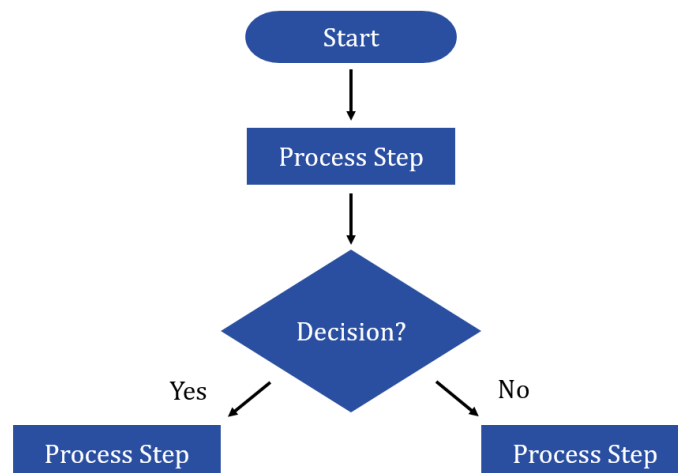 Start
Process Step
Decision?
Yes
No
Process Step
Process Step